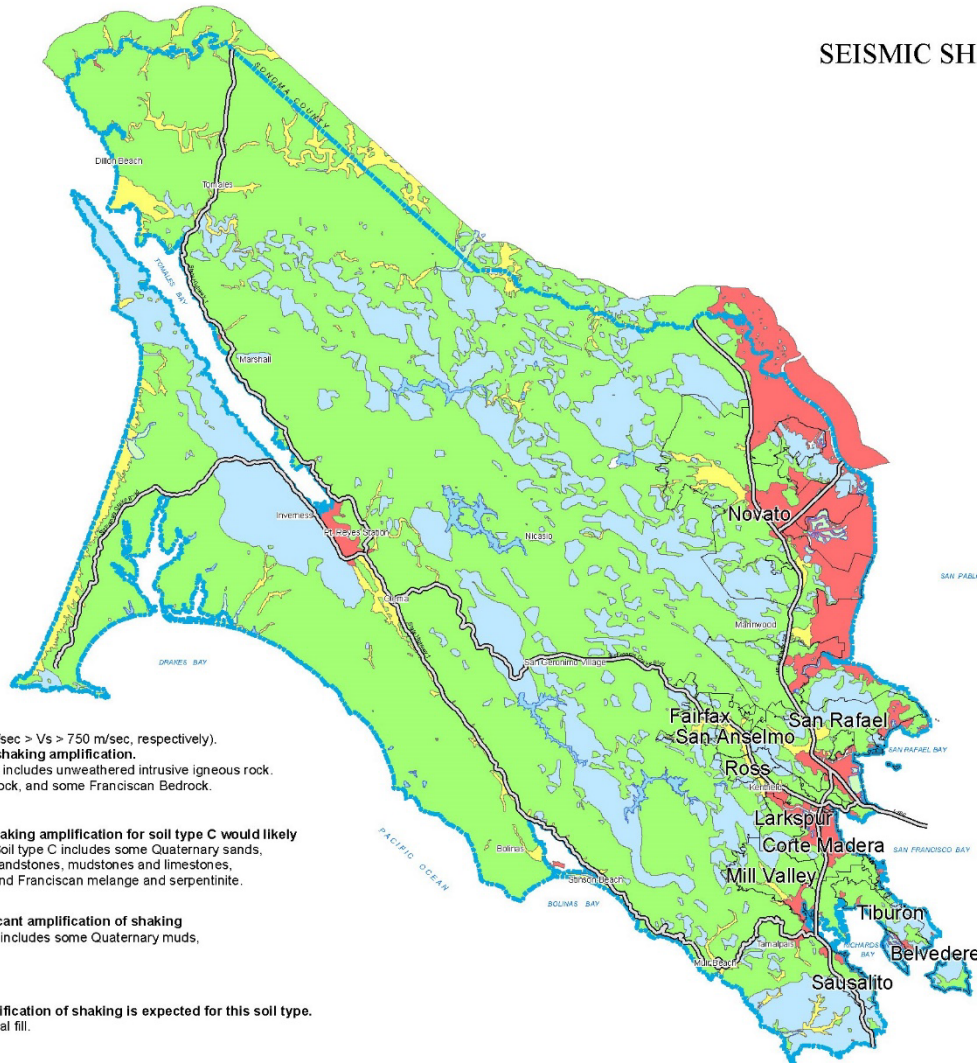 SEISMIC SH
SONOMA COUNTY
Dillon Beach
Tomales
TOMALES BAY
Marshall
Novato
Inverness
Pt. Reyes Station
Nicasio
SAN PABL
Olema
Marinwood
DRAKES BAY
San Geronimo Village
Fairfax
San Rafael
San Anselmo
SAN RAFAEL BAY
Ross
Kentfield
Larkspur
Corte Madera
SAN FRANCISCO BAY
PACIFIC OCEAN
Bolinas
Mill Valley
Stinson Beach
BOLINAS BAY
Tiburon
Tamalpais
RICHARDSON BAY
Belvedere
Muir Beach
Sausalito
/sec > Vs > 750 m/sec, respectively).
shaking amplification.
includes unweathered intrusive igneous rock.
ock, and some Franciscan Bedrock.
aking amplification for soil type C would likely
Soil type C includes some Quaternary sands,
andstones, mudstones and limestones,
nd Franciscan melange and serpentinite.
cant amplification of shaking
includes some Quaternary muds,
ification of shaking is expected for this soil type.
al fill.